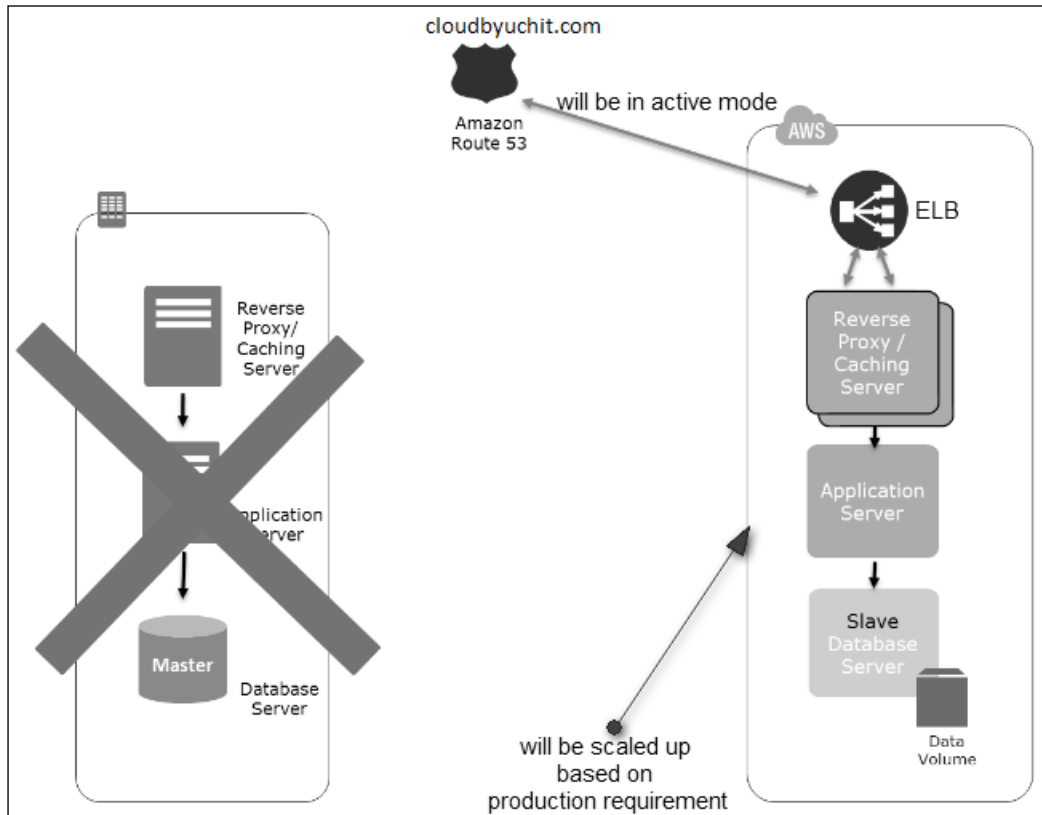 cloudbyuchit.com
Amazon
Route 53
will be in active mode
AWS
ELB
Reverse
Proxy/
Caching
Server
Application
Server
Master
Database
Server
Reverse
Proxy /
Caching
Server
Application
Server
Slave
Database
Server
Data
Volume
will be scaled up
based on
production requirement